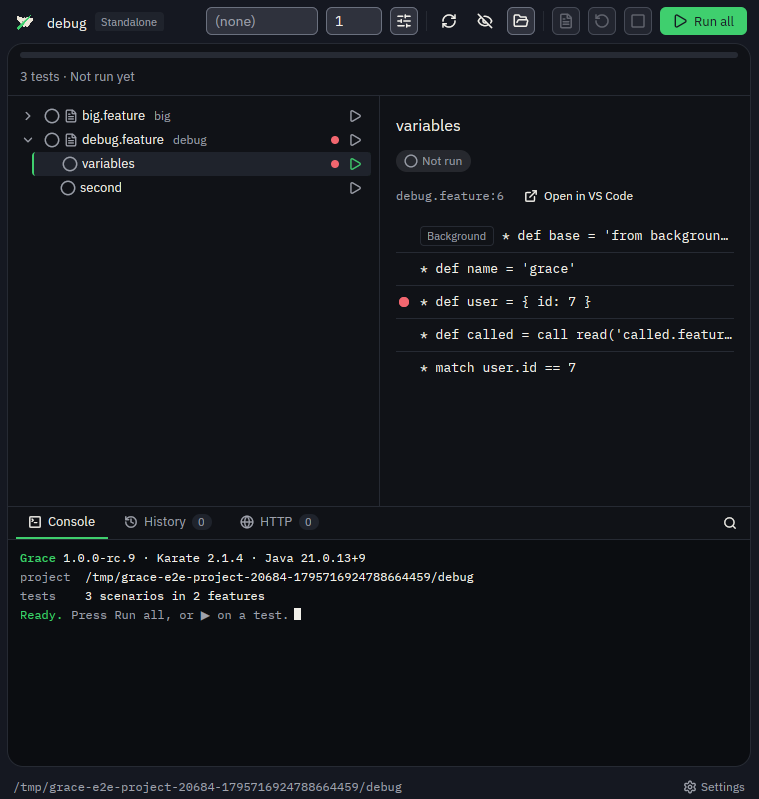 debug Standalone (none) 1 Run all
3 tests · Not run yet
big.feature big
debug.feature debug
variables
second
variables
Not run
debug.feature:6 Open in VS Code
Background * def base = 'from backgroun…
* def name = 'grace'
* def user = { id: 7 }
* def called = call read('called.featur…
* match user.id == 7
Console History 0 HTTP 0
Grace 1.0.0-rc.9 · Karate 2.1.4 · Java 21.0.13+9
project /tmp/grace-e2e-project-20684-1795716924788664459/debug
tests 3 scenarios in 2 features
Ready. Press Run all, or ▶ on a test.
/tmp/grace-e2e-project-20684-1795716924788664459/debug Settings